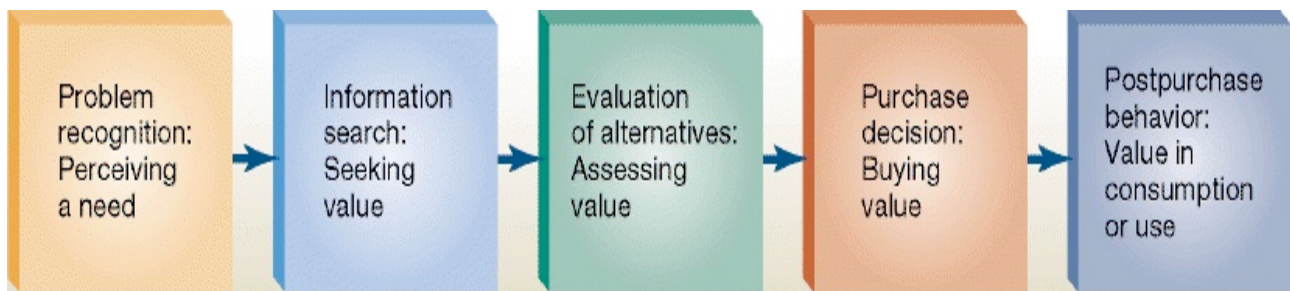 Problem
recognition:
Perceiving
a need
Information
search:
Seeking
value
Evaluation
of alternatives:
Assessing
value
Purchase
decision:
Buying
value
Postpurchase
behavior:
Value in
consumption
or use